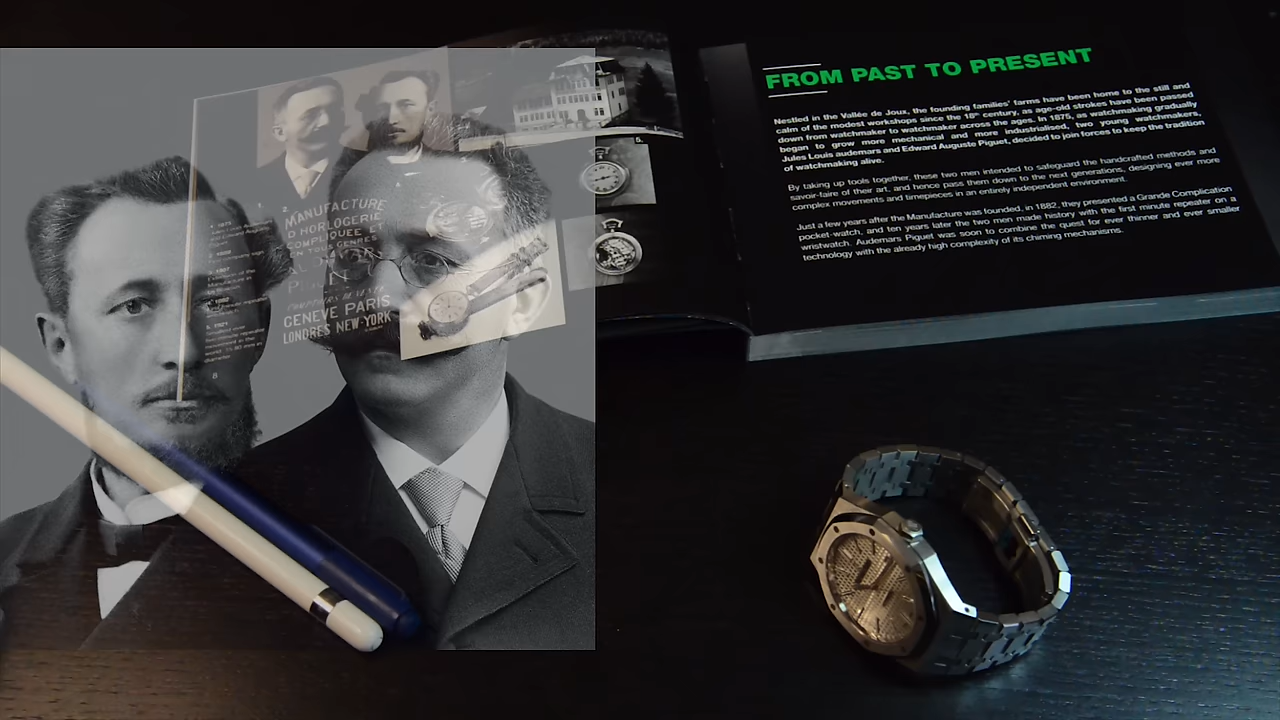 FROM PAST TO PRESENT
Nestled in the Vallée de Joux, the founding families' farms have been home to the still and
calm of the modest workshops since the 18th century, as age-old strokes have been passed
down from watchmaker to watchmaker across the ages. In 1875, as watchmaking gradually
began to grow more mechanical and more industrialised, two young watchmakers,
Jules Louis audemars and Edward Auguste Piguet, decided to join forces to keep the tradition
of watchmaking alive.
By taking up tools together, these two men intended to safeguard the handcrafted methods and
savoir-faire of their art, and hence pass them down to the next generations, designing ever more
complex movements and timepieces in an entirely independent environment.
Just a few years after the Manufacture was founded, in 1882, they presented a Grande Complication
pocket-watch, and ten years later the two men made history with the first minute repeater on a
wristwatch. Audemars Piguet was soon to combine the quest for ever thinner and ever smaller
technology with the already high complexity of its chiming mechanisms.
5.
2.
MANUFACTURE
D'HORLOGERIE
COMPLIQUÉE ET
EN TOUS GENRES
GENEVE PARIS
LONDRES NEW-YORK
1. 1875
8